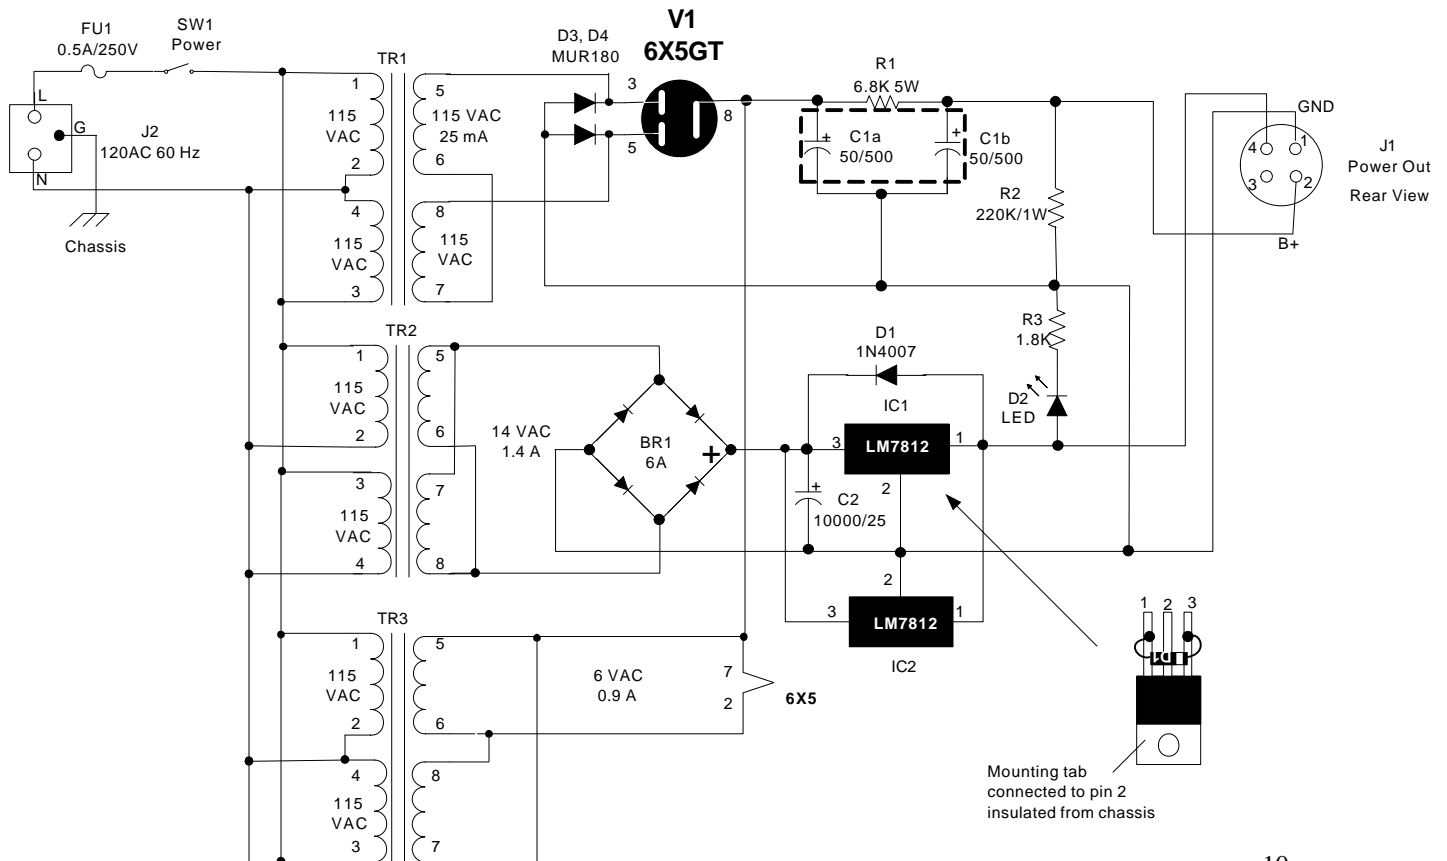 FU1
0.5A/250V
SW1
Power
L
G
N
J2
120AC 60 Hz
Chassis
TR1
1
115
VAC
2
4
115
VAC
3
5
115 VAC
25 mA
6
8
115
VAC
7
D3, D4
MUR180
V1
6X5GT
3
5
8
R1
6.8K 5W
+
C1a
50/500
+
C1b
50/500
R2
220K/1W
GND
4
1
3
2
B+
J1
Power Out
Rear View
R3
1.8K
D2
LED
TR2
1
115
VAC
2
3
115
VAC
4
5
6
7
8
14 VAC
1.4 A
BR1
6A
+
D1
1N4007
IC1
3
LM7812
1
2
+
C2
10000/25
2
3
LM7812
1
IC2
TR3
1
115
VAC
2
4
115
VAC
3
5
6
8
7
6 VAC
0.9 A
7
2
6X5
1 2 3
D1
Mounting tab
connected to pin 2
insulated from chassis